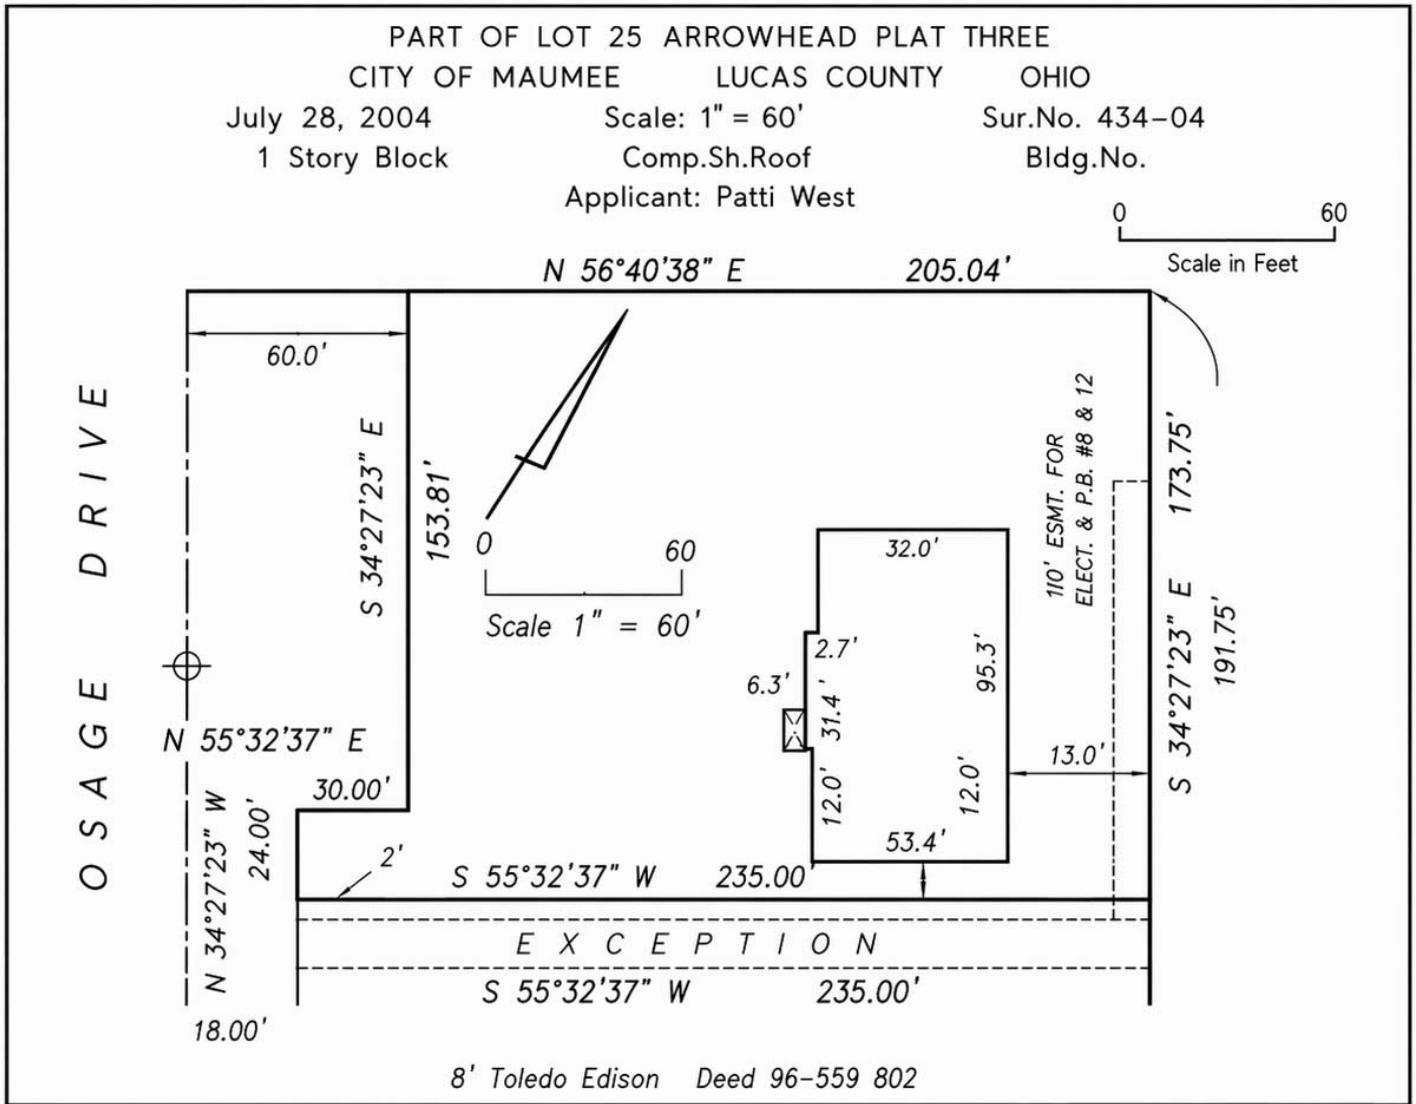 PART OF LOT 25 ARROWHEAD PLAT THREE
CITY OF MAUMEE LUCAS COUNTY OHIO
July 28, 2004 Scale: 1" = 60' Sur.No. 434-04
1 Story Block Comp.Sh.Roof Bldg.No.
Applicant: Patti West
0 60
Scale in Feet
N 56°40'38" E 205.04'
60.0'
OSAGE DRIVE
S 34°27'23" E
153.81'
0 60
Scale 1" = 60'
110' ESMT. FOR
ELECT. & P.B. #8 & 12
173.75'
S 34°27'23" E
191.75'
32.0'
2.7'
95.3'
6.3'
31.4'
12.0'
12.0'
13.0'
53.4'
N 55°32'37" E
30.00'
N 34°27'23" W
24.00'
2'
S 55°32'37" W 235.00'
EXCEPTION
S 55°32'37" W 235.00'
18.00'
8' Toledo Edison Deed 96-559 802